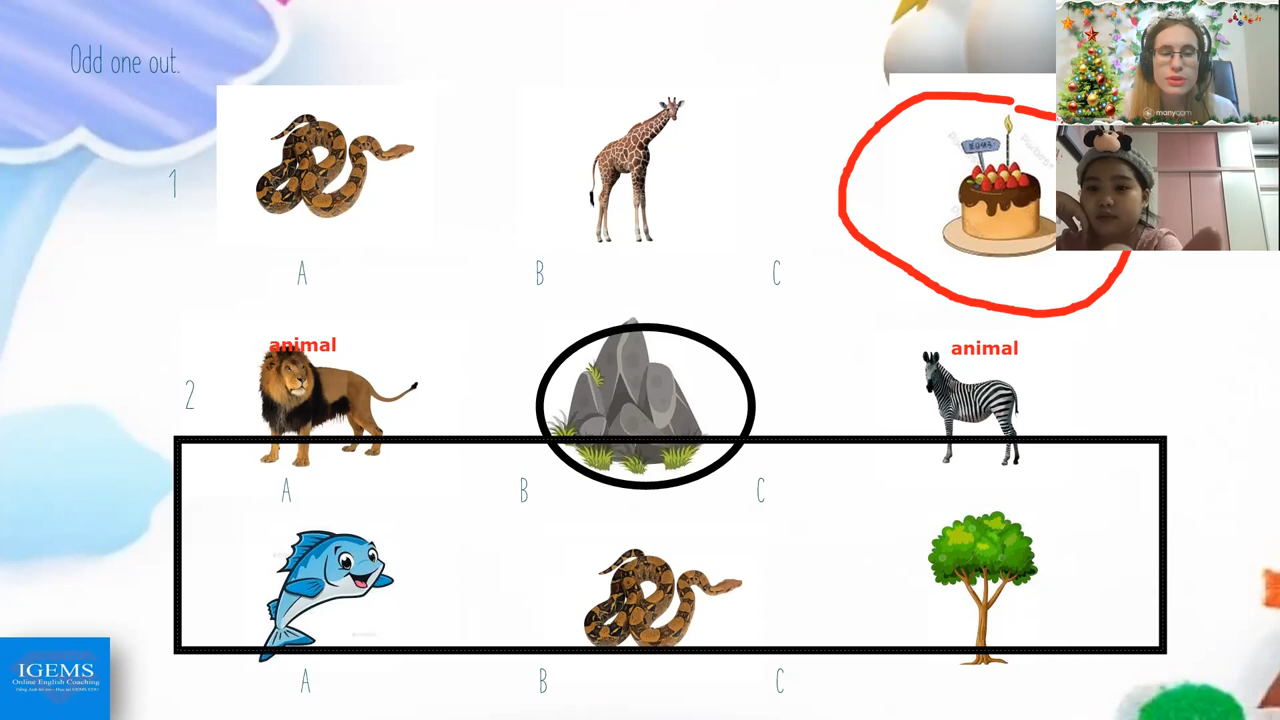 Odd one out.
manycam
1
A B C
animal animal
2
A B C
A B C
IGEMS
Online English Coaching